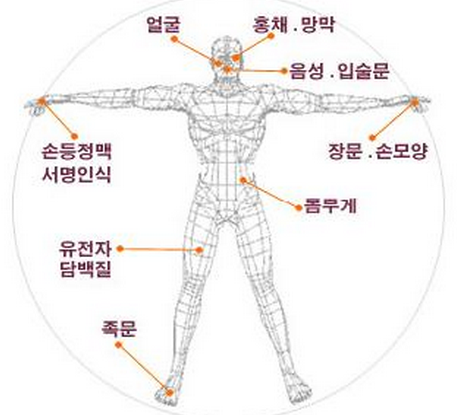 얼굴
홍채 . 망막
음성 . 입술문
손등정맥
서명인식
장문 . 손모양
몸무게
유전자
담백질
족문